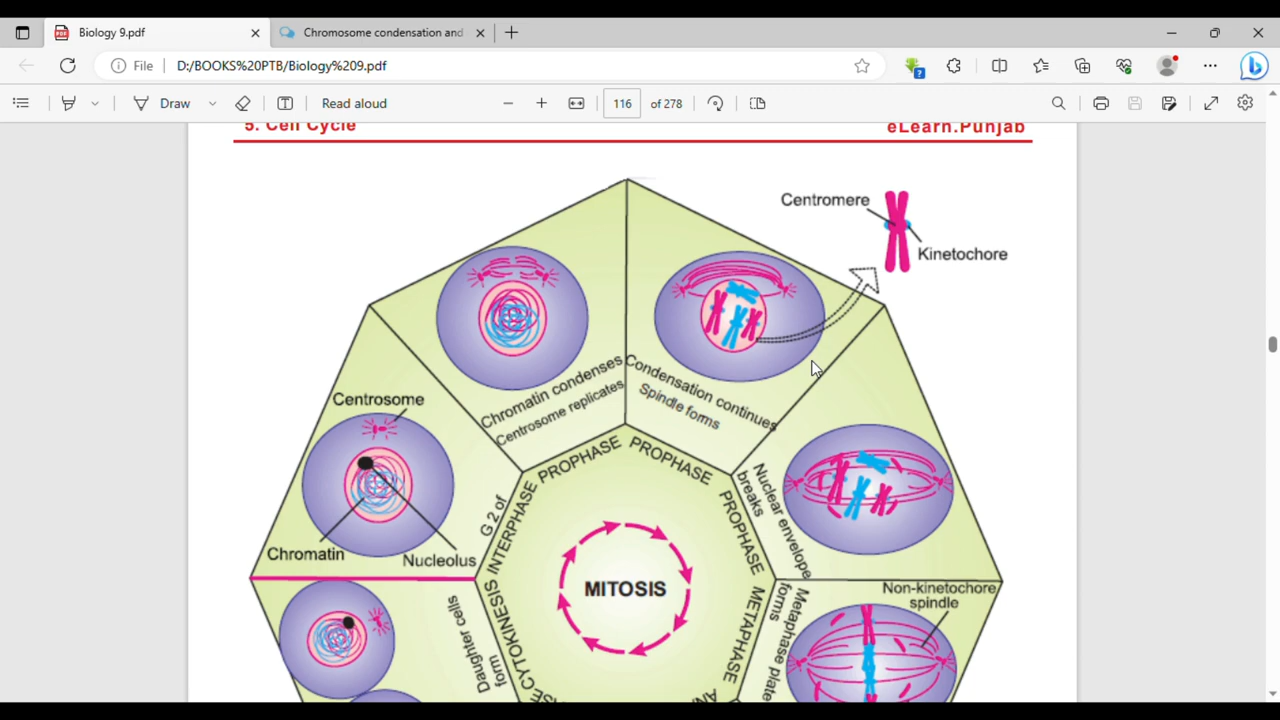 Biology 9.pdf
Chromosome condensation and
File
D:/BOOKS%20PTB/Biology%209.pdf
Draw
Read aloud
116
of 278
5. Cell Cycle
eLearn.Punjab
Centromere
Kinetochore
Chromatin condenses
Centrosome replicates
Condensation continues
Spindle forms
Centrosome
Chromatin
Nucleolus
G 2 of
INTERPHASE
PROPHASE
PROPHASE
PROPHASE
Nuclear envelope
breaks
Non-kinetochore
spindle
METAPHASE
Metaphase plate
forms
MITOSIS
CYTOKINESIS
Daughter cells
form